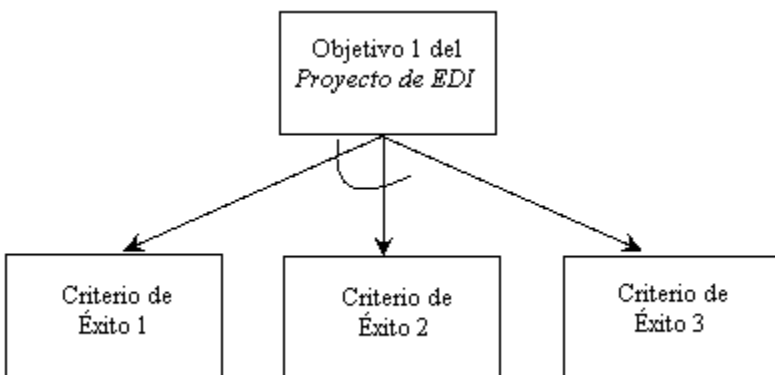 Objetivo 1 del
Proyecto de EDI
Criterio de
Éxito 1
Criterio de
Éxito 2
Criterio de
Éxito 3